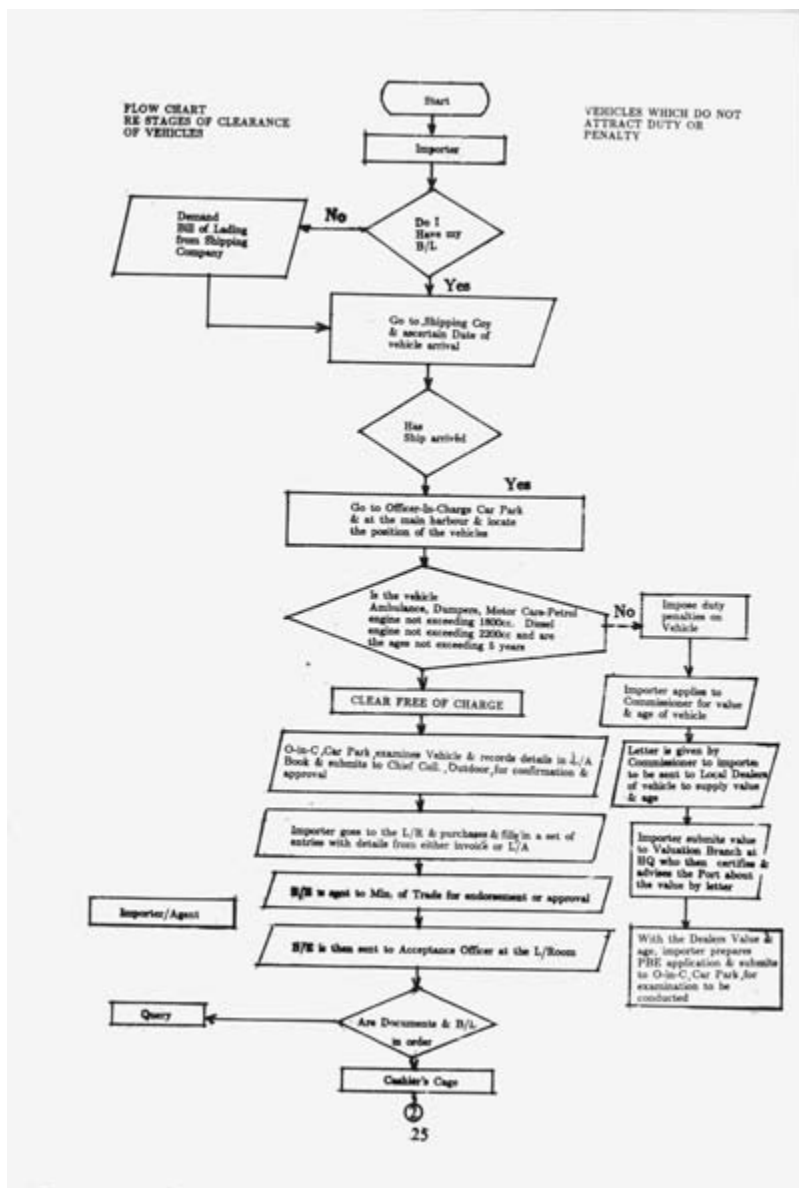 FLOW CHART
RE STAGES OF CLEARANCE
OF VEHICLES
VEHICLES WHICH DO NOT
ATTRACT DUTY OR
PENALTY
Start
Importer
Do I
Have my
B/L
No
Demand
Bill of Lading
from Shipping
Company
Yes
Go to Shipping Coy
& ascertain Date of
vehicle arrival
Has
Ship arrived
Yes
Go to Officer-In-Charge Car Park
& at the main harbour & locate
the position of the vehicles
Is the vehicle
Ambulance, Dumpers, Motor Cars-Petrol
engine not exceeding 1800cc. Diesel
engine not exceeding 2200cc and are
the ages not exceeding 5 years
No
Impose duty
penalties on
Vehicle
CLEAR FREE OF CHARGE
Importer applies to
Commissioner for value
& age of vehicle
O-in-C, Car Park, examines Vehicle & records details in L/A
Book & submits to Chief Coll., Outdoor, for confirmation &
approval
Letter is given by
Commissioner to importer
to be sent to Local Dealers
of vehicle to supply value
& age
Importer goes to the L/R & purchases & fills in a set of
entries with details from either invoice or L/A
Importer submits value
to Valuation Branch at
HQ who then certifies &
advises the Port about
the value by letter
is sent to Min. of Trade for endorsement or approval
Importer/Agent
B/E is then sent to Acceptance Officer at the L/Room
With the Dealers Value &
age, importer prepares
PBE application & submits
to O-in-C, Car Park, for
examination to be
conducted
Query
Are Documents & B/L
in order
Cashier's Cage
2
25